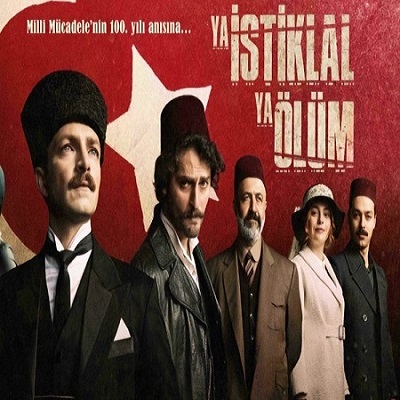 Milli Mücadele'nin 100. yılı anısına...
YA
İSTİKLAL
YA
ÖLÜM